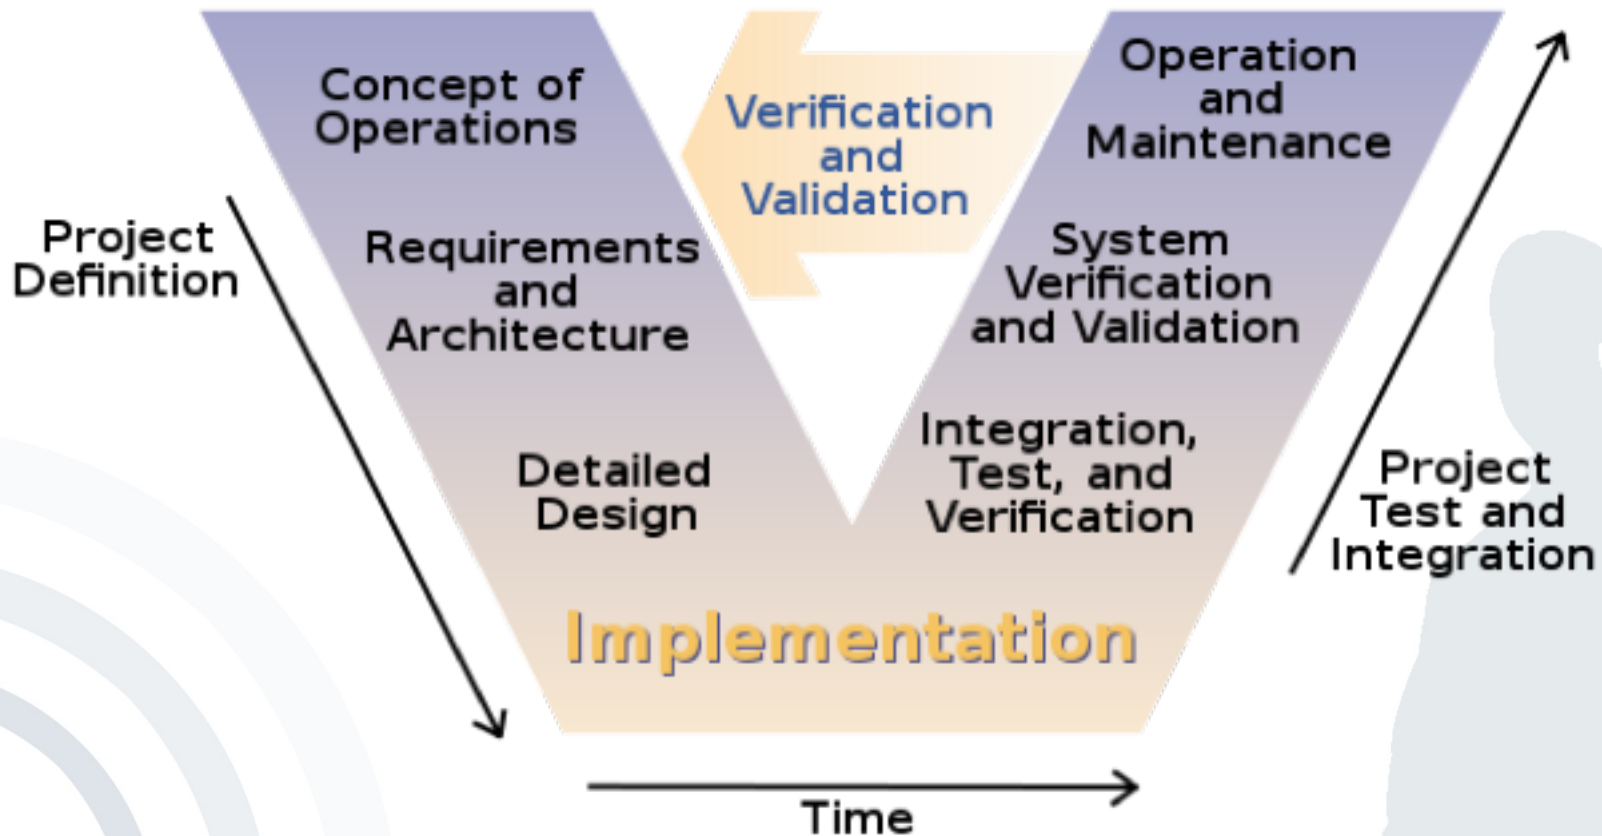 Concept of
Operations
Verification
and
Validation
Operation
and
Maintenance
Project
Definition
Requirements
and
Architecture
System
Verification
and Validation
Detailed
Design
Integration,
Test, and
Verification
Project
Test and
Integration
Implementation
Time